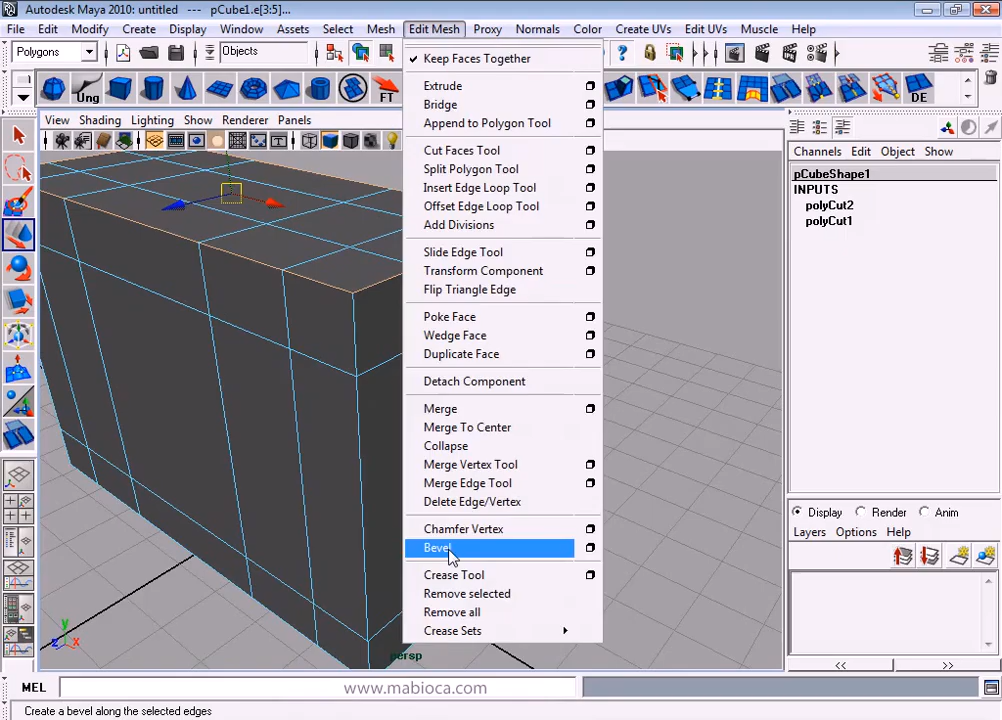 Autodesk Maya 2010: untitled --- pCube1.e[3:5]...
File Edit Modify Create Display Window Assets Select Mesh Edit Mesh Proxy Normals Color Create UVs Edit UVs Muscle Help
Polygons
Objects
Ung
FT
DE
View Shading Lighting Show Renderer Panels
Keep Faces Together
Extrude
Bridge
Append to Polygon Tool
Cut Faces Tool
Split Polygon Tool
Insert Edge Loop Tool
Offset Edge Loop Tool
Add Divisions
Slide Edge Tool
Transform Component
Flip Triangle Edge
Poke Face
Wedge Face
Duplicate Face
Detach Component
Merge
Merge To Center
Collapse
Merge Vertex Tool
Merge Edge Tool
Delete Edge/Vertex
Chamfer Vertex
Bevel
Crease Tool
Remove selected
Remove all
Crease Sets
Channels Edit Object Show
pCubeShape1
INPUTS
polyCut2
polyCut1
Display Render Anim
Layers Options Help
<< >>
y
z x
persp
MEL
www.mabioca.com
Create a bevel along the selected edges